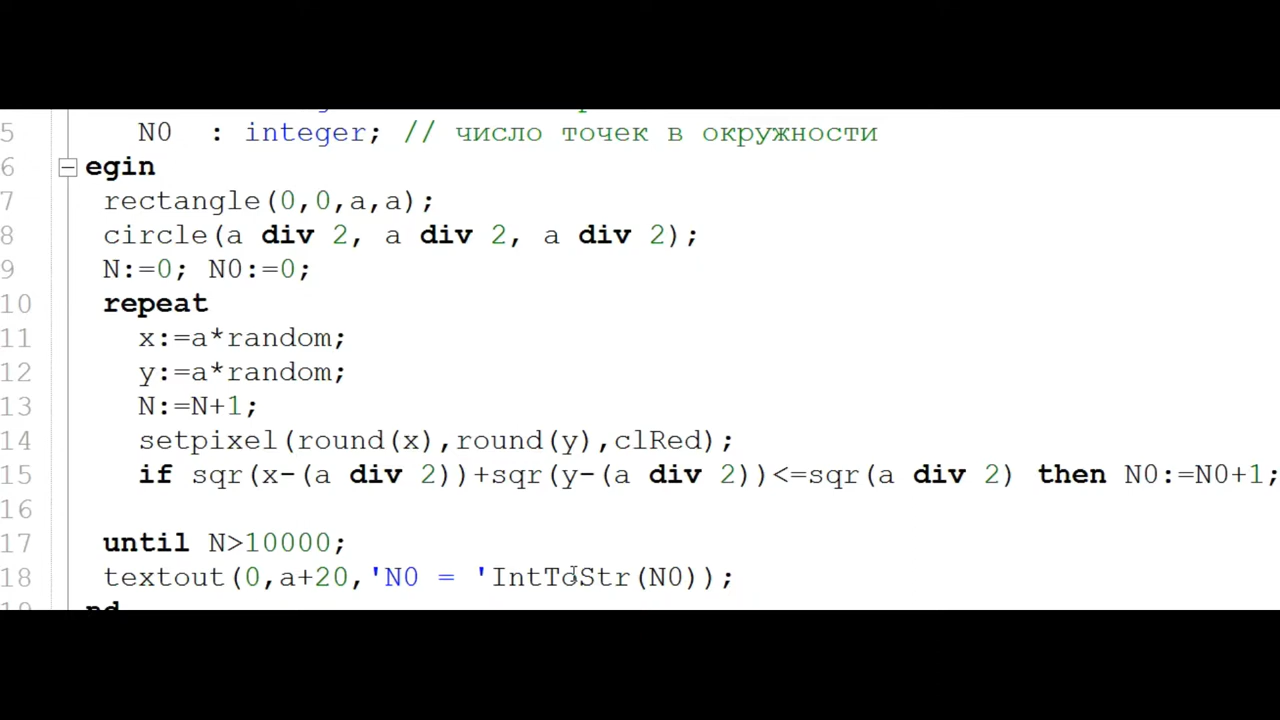 5 N0 : integer; // число точек в окружности
6 egin
7 rectangle(0,0,a,a);
8 circle(a div 2, a div 2, a div 2);
9 N:=0; N0:=0;
10 repeat
11 x:=a*random;
12 y:=a*random;
13 N:=N+1;
14 setpixel(round(x),round(y),clRed);
15 if sqr(x-(a div 2))+sqr(y-(a div 2))<=sqr(a div 2) then N0:=N0+1;
16
17 until N>10000;
18 textout(0,a+20,'N0 = 'IntToStr(N0));